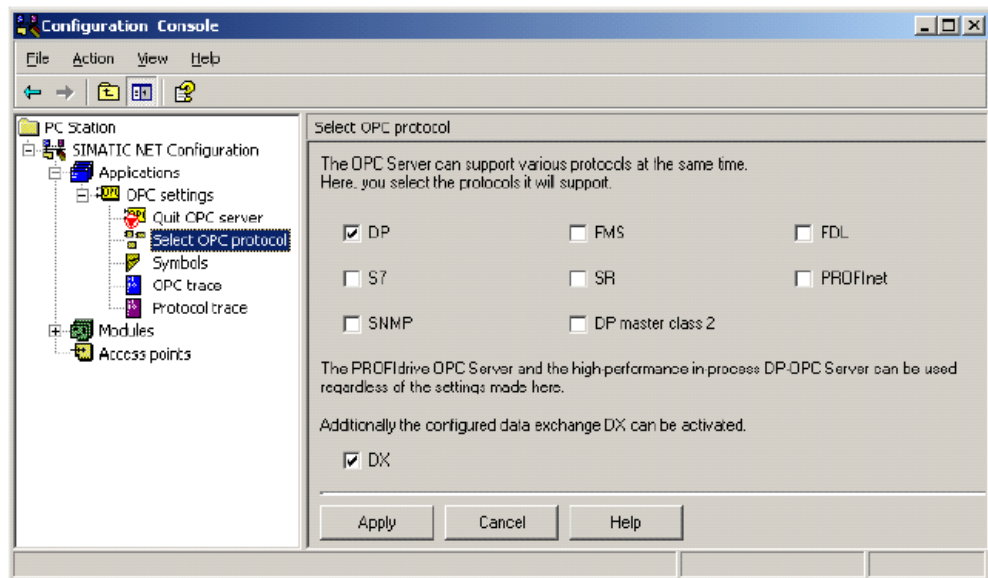 Configuration Console
File Action View Help
PC Station
SIMATIC NET Configuration
Applications
OPC settings
Quit OPC server
Select OPC protocol
Symbols
OPC trace
Protocol trace
Modules
Access points
Select OPC protocol
The OPC Server can support various protocols at the same time.
Here, you select the protocols it will support.
DP FMS FDL
S7 SR PROFInet
SNMP DP master class 2
The PROFIdrive OPC Server and the high-performance in-process DP-OPC Server can be used
regardless of the settings made here.
Additionally the configured data exchange DX can be activated.
DX
Apply Cancel Help